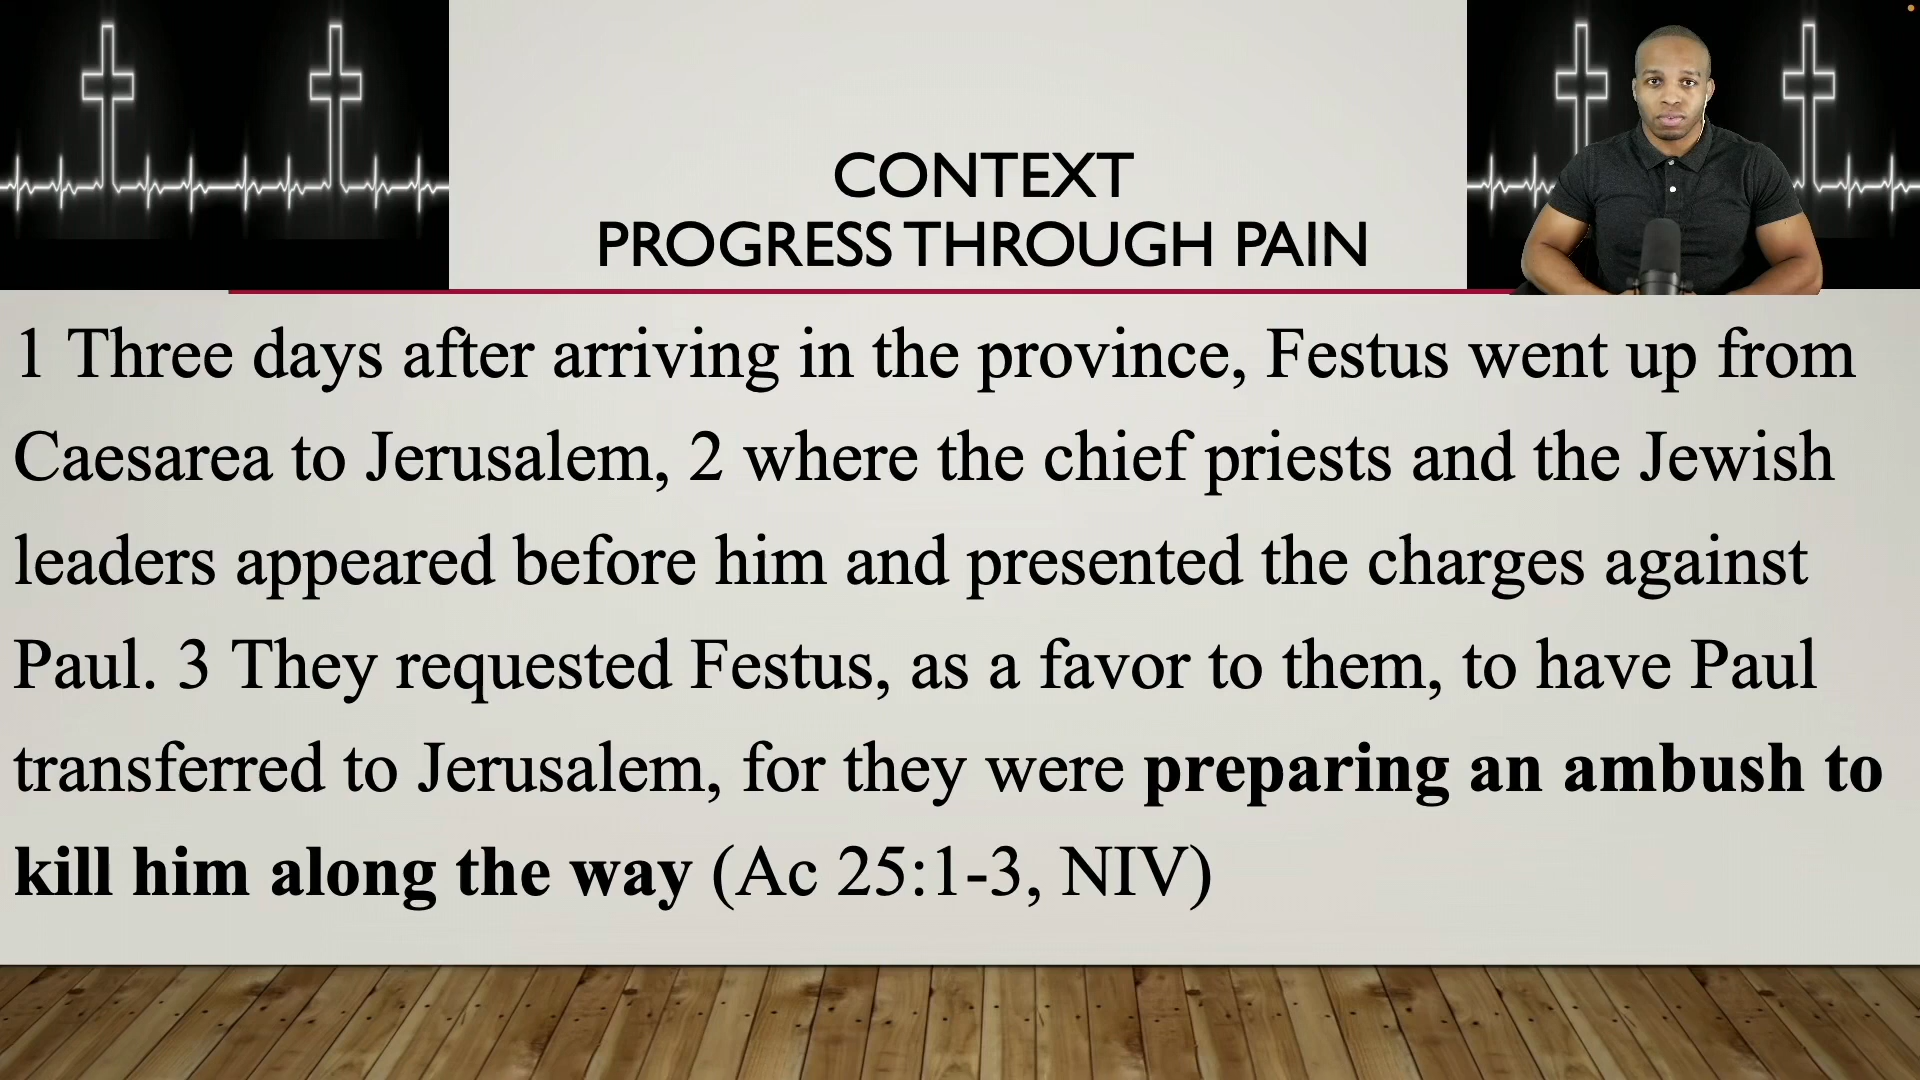 CONTEXT
PROGRESS THROUGH PAIN
1 Three days after arriving in the province, Festus went up from
Caesarea to Jerusalem, 2 where the chief priests and the Jewish
leaders appeared before him and presented the charges against
Paul. 3 They requested Festus, as a favor to them, to have Paul
transferred to Jerusalem, for they were preparing an ambush to
kill him along the way (Ac 25:1-3, NIV)